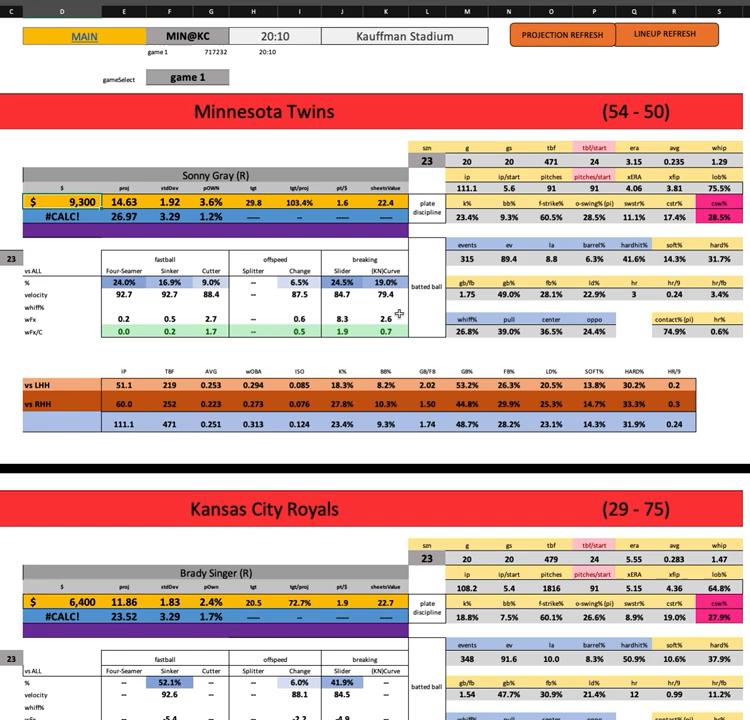 C D E F G H I J K L M N O P Q R S
MAIN MIN@KC 20:10 Kauffman Stadium PROJECTION REFRESH LINEUP REFRESH
game 1 717232 20:10
gameSelect game 1
Minnesota Twins (54 - 50)
szn g gs tbf tbf/start era avg whip
23 20 20 471 24 3.15 0.235 1.29
Sonny Gray (R) ip ip/start pitches pitches/start xERA xfip lob%
$ proj stdDev pOWN tgt tgt/proj pt/$ sheetsValue 111.1 5.6 91 91 4.06 3.81 75.5%
$ 9,300 14.63 1.92 3.6% 29.8 103.4% 1.6 22.4 plate discipline k% bb% f-strike% o-swing% (pi) swstr% cstr% csw%
#CALC! 26.97 3.29 1.2% ---- -- ---- ---- 23.4% 9.3% 60.5% 28.5% 11.1% 17.4% 28.5%
events ev la barrel% hardhit% soft% hard%
23 fastball offspeed breaking 315 89.4 8.8 6.3% 41.6% 14.3% 31.7%
vs ALL Four-Seamer Sinker Cutter Splitter Change Slider (KN)Curve
% 24.0% 16.9% 9.0% -- 6.5% 24.5% 19.0% batted ball gb/fb gb% fb% ld% hr hr/9 hr/fb
velocity 92.7 92.7 88.4 -- 87.5 84.7 79.4 1.75 49.0% 28.1% 22.9% 3 0.24 3.4%
whiff%
wFx 0.2 0.5 2.7 -- 0.6 8.3 2.6 whiff% pull center oppo contact% (pi) hr%
wFx/C 0.0 0.2 1.7 -- 0.5 1.9 0.7 26.8% 39.0% 36.5% 24.4% 74.9% 0.6%
IP TBF AVG wOBA ISO K% BB% GB/FB GB% FB% LD% SOFT% HARD% HR/9
vs LHH 51.1 219 0.253 0.294 0.085 18.3% 8.2% 2.02 53.2% 26.3% 20.5% 13.8% 30.2% 0.2
vs RHH 60.0 252 0.223 0.273 0.076 27.8% 10.3% 1.50 44.8% 29.9% 25.3% 14.7% 33.3% 0.3
111.1 471 0.251 0.313 0.124 23.4% 9.3% 1.74 48.7% 28.2% 23.1% 14.3% 31.9% 0.24
Kansas City Royals (29 - 75)
szn g gs tbf tbf/start era avg whip
23 20 20 479 24 5.55 0.283 1.47
Brady Singer (R) ip ip/start pitches pitches/start xERA xfip lob%
$ proj stdDev pOwn tgt tgt/proj pt/$ sheetsValue 108.2 5.4 1816 91 5.15 4.36 64.8%
$ 6,400 11.86 1.83 2.4% 20.5 72.7% 1.9 22.7 plate discipline k% bb% f-strike% o-swing% (pi) swstr% cstr% csw%
#CALC! 23.52 3.29 1.7% ---- -- ---- ---- 18.8% 7.5% 60.1% 26.6% 8.9% 19.0% 27.9%
events ev la barrel% hardhit% soft% hard%
23 fastball offspeed breaking 348 91.6 10.0 8.3% 50.9% 10.6% 37.9%
vs ALL Four-Seamer Sinker Cutter Splitter Change Slider (KN)Curve
% -- 52.1% -- -- 6.0% 41.9% -- batted ball gb/fb gb% fb% ld% hr hr/9 hr/fb
velocity -- 92.6 -- -- 88.1 84.5 -- 1.54 47.7% 30.9% 21.4% 12 0.99 11.2%
whiff%
wFx -- -5.4 -- -- -2.2 -4.9 -- whiff% pull center oppo contact% (pi) hr%